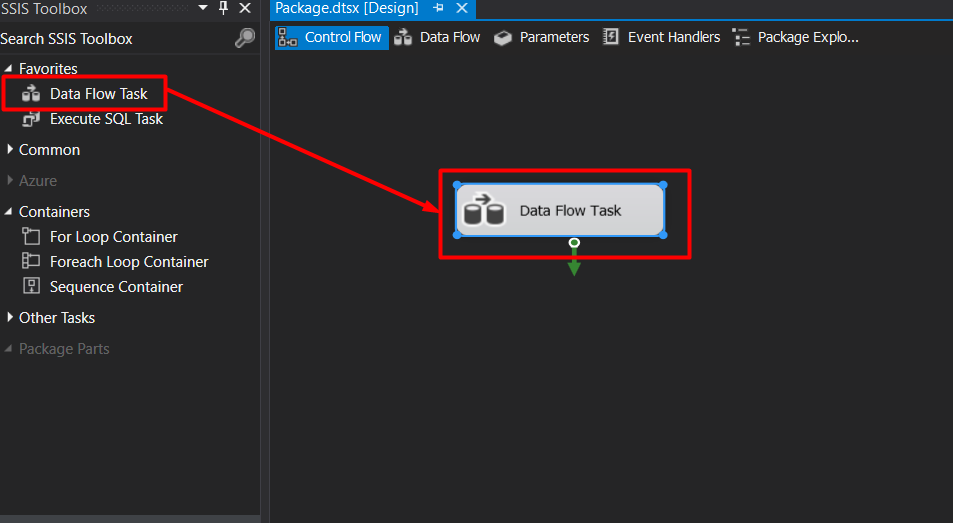 SSIS Toolbox
Search SSIS Toolbox
Favorites
Data Flow Task
Execute SQL Task
Common
Azure
Containers
For Loop Container
Foreach Loop Container
Sequence Container
Other Tasks
Package Parts
Package.dtsx [Design]
Control Flow Data Flow Parameters Event Handlers Package Explo...
Data Flow Task